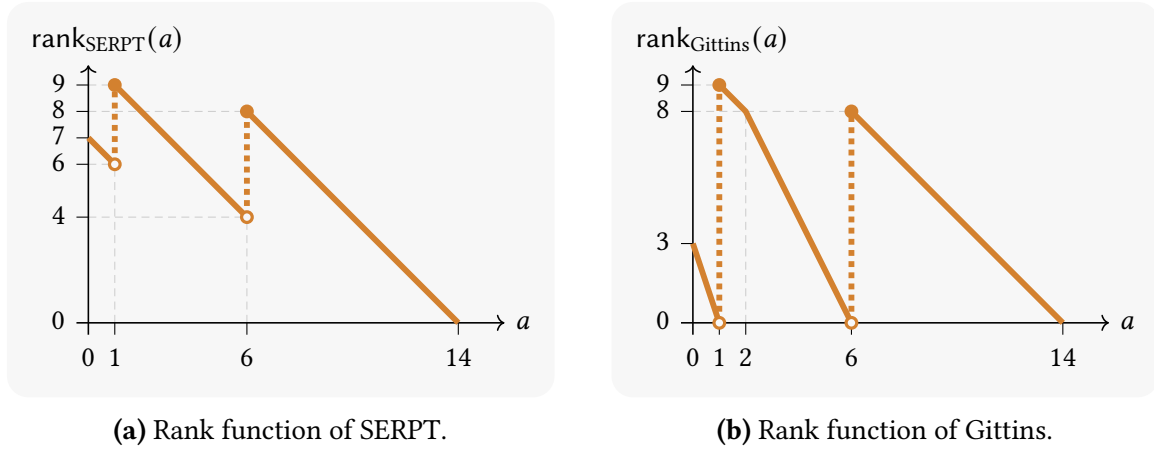 rank_SERPT(a)
9
8
7
6
4
0
0 1 6 14
a
(a) Rank function of SERPT.
rank_Gittins(a)
9
8
3
0
0 1 2 6 14
a
(b) Rank function of Gittins.